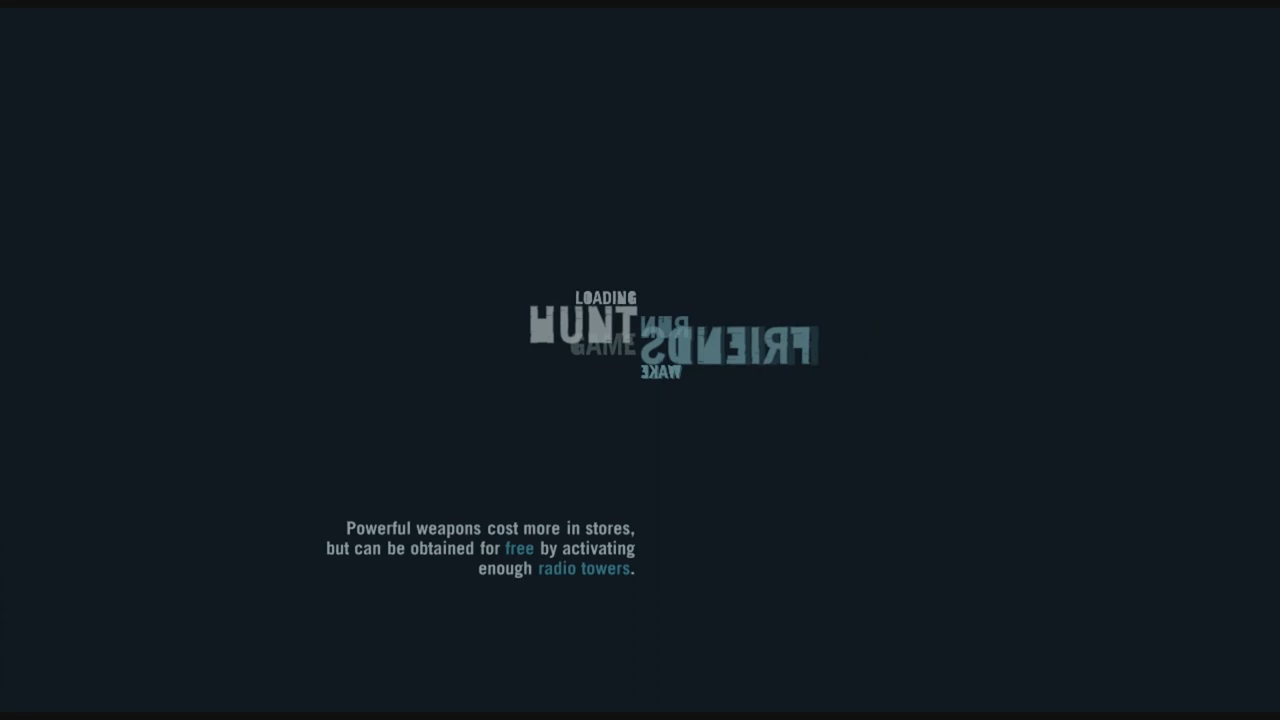 LOADING
HUNT
RUN
FRIENDS
GAME
WAKE
Powerful weapons cost more in stores,
but can be obtained for free by activating
enough radio towers.